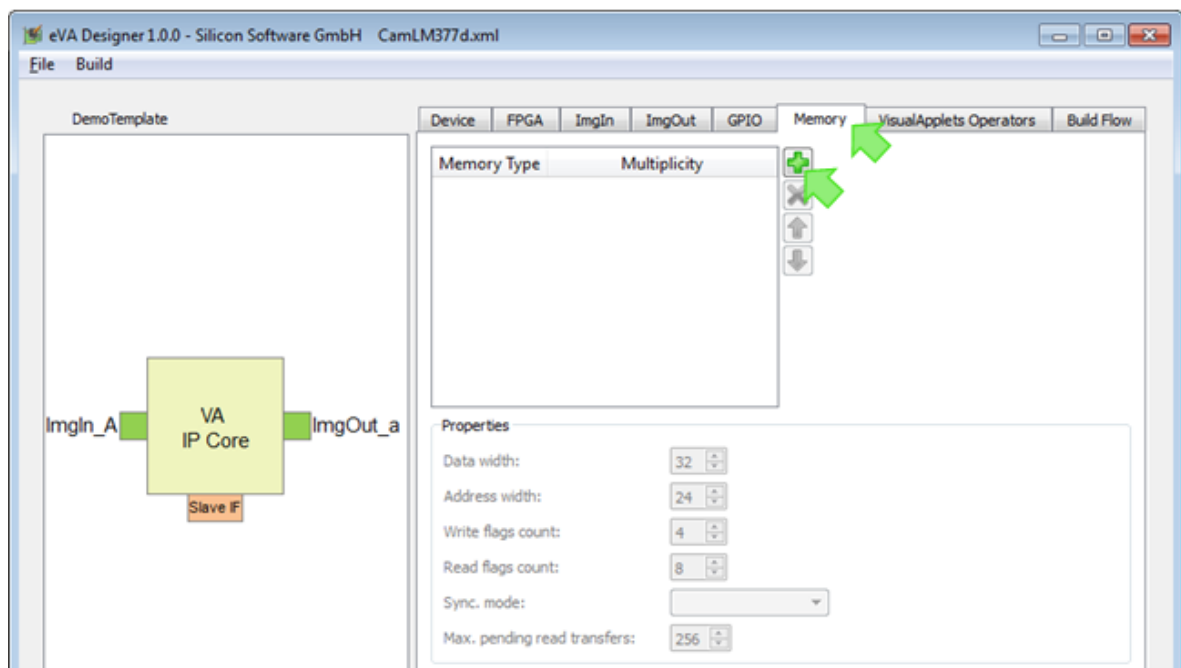 eVA Designer 1.0.0 - Silicon Software GmbH CamLM377d.xml
File Build
DemoTemplate
Device FPGA ImgIn ImgOut GPIO Memory VisualApplets Operators Build Flow
Memory Type Multiplicity
ImgIn_A
VA
IP Core
ImgOut_a
Slave IF
Properties
Data width: 32
Address width: 24
Write flags count: 4
Read flags count: 8
Sync. mode:
Max. pending read transfers: 256